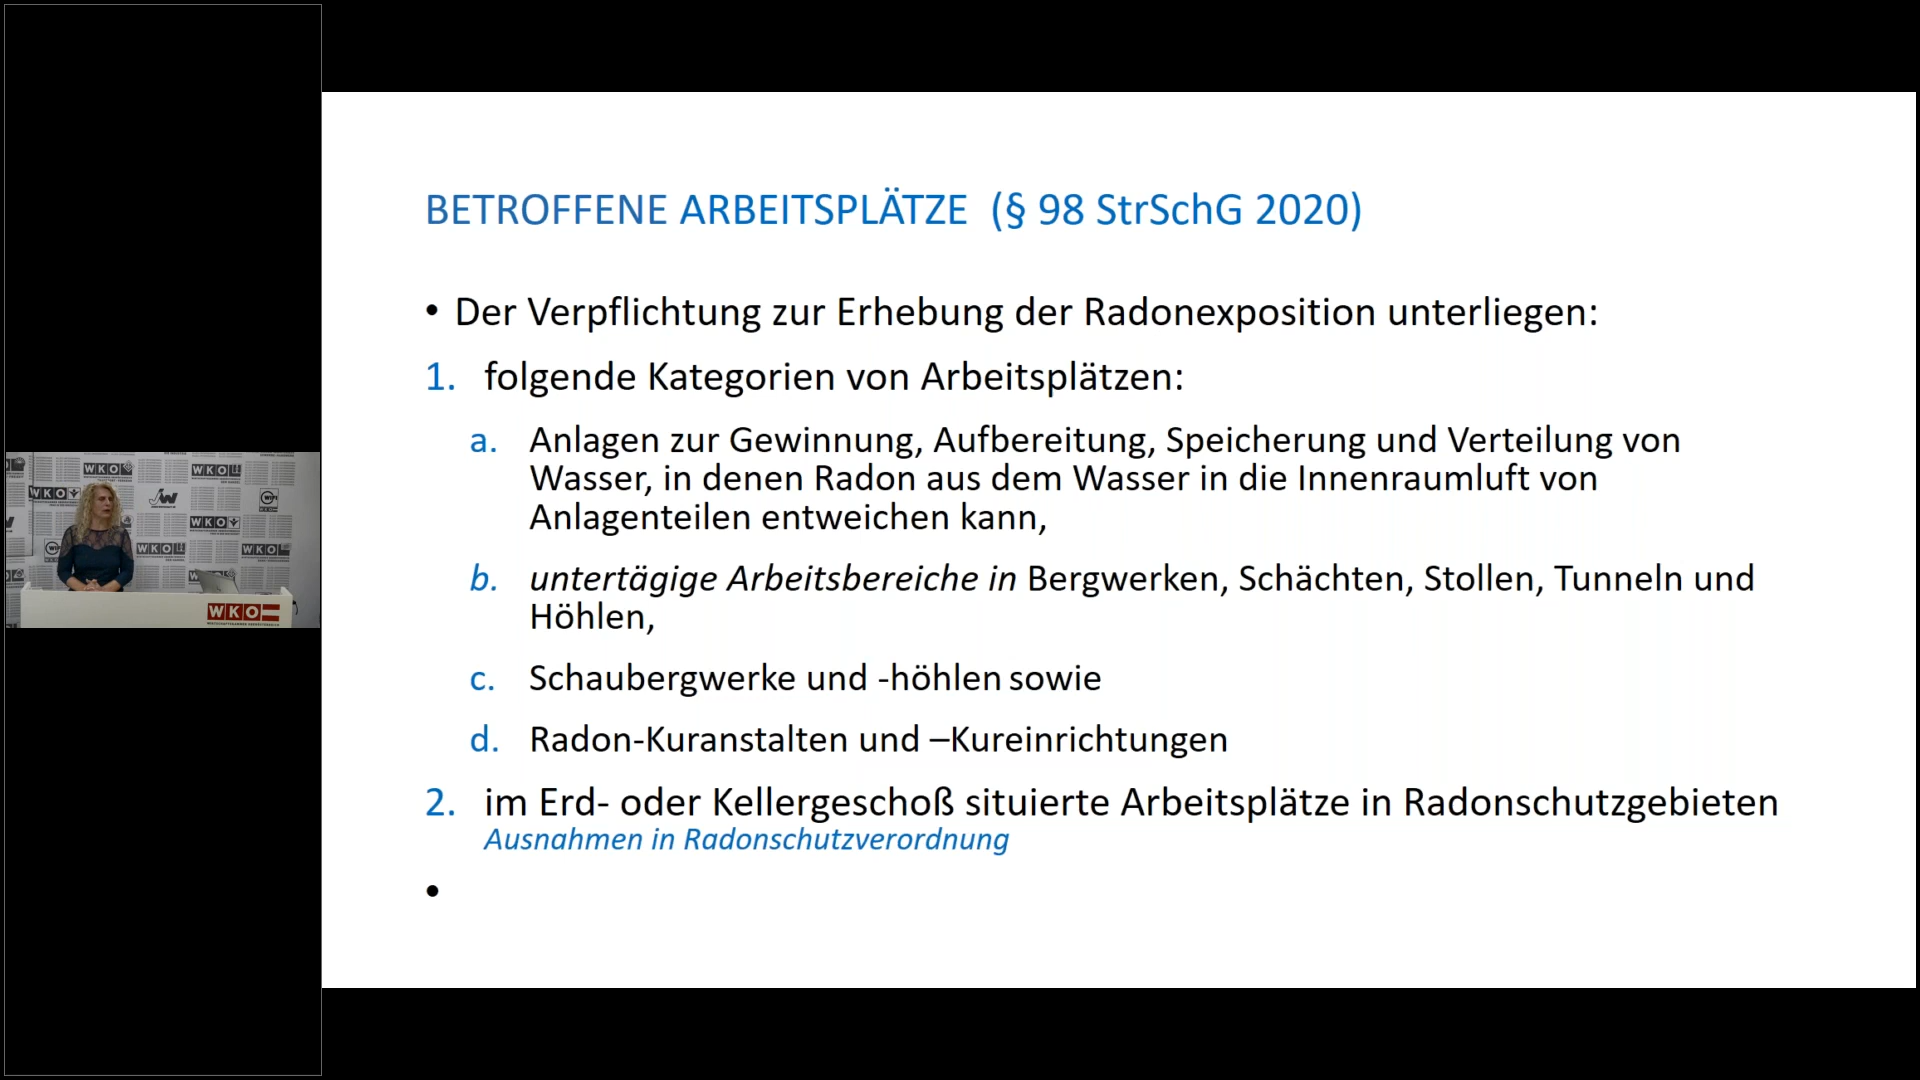 BETROFFENE ARBEITSPLÄTZE (§ 98 StrSchG 2020)
• Der Verpflichtung zur Erhebung der Radonexposition unterliegen:
1. folgende Kategorien von Arbeitsplätzen:
a. Anlagen zur Gewinnung, Aufbereitung, Speicherung und Verteilung von
Wasser, in denen Radon aus dem Wasser in die Innenraumluft von
Anlagenteilen entweichen kann,
b. untertägige Arbeitsbereiche in Bergwerken, Schächten, Stollen, Tunneln und
Höhlen,
c. Schaubergwerke und -höhlen sowie
d. Radon-Kuranstalten und –Kureinrichtungen
2. im Erd- oder Kellergeschoß situierte Arbeitsplätze in Radonschutzgebieten
Ausnahmen in Radonschutzverordnung
•
WKO
WKO
WKO
WKO
WKO
WKO
WKO